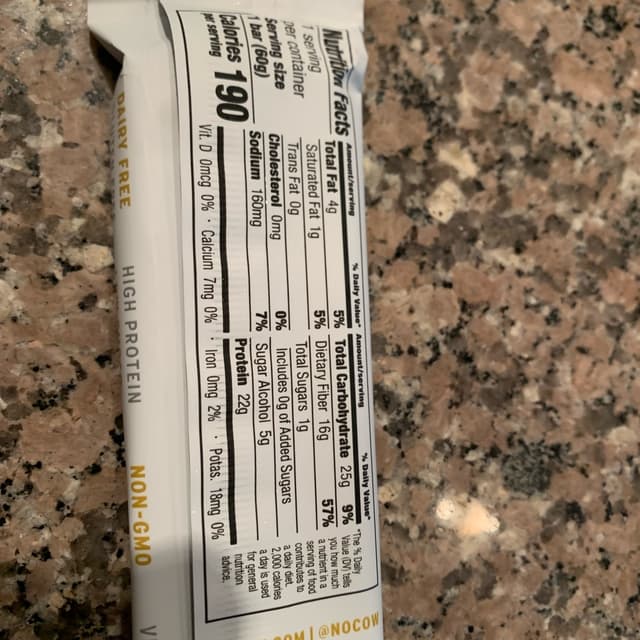 Nutrition Facts
1 serving
per container
Serving size
1 bar (60g)
Calories 190
per serving
Amount/serving % Daily Value*
Total Fat 4g 5%
Saturated Fat 1g 5%
Trans Fat 0g
Cholesterol 0mg 0%
Sodium 160mg 7%
Amount/serving % Daily Value*
Total Carbohydrate 25g 9%
Dietary Fiber 16g 57%
Total Sugars 1g
Includes 0g of Added Sugars
Sugar Alcohol 5g
Protein 22g
Vit. D 0mcg 0% · Calcium 7mg 0% · Iron 0mg 2% · Potas. 18mg 0%
*The % Daily
Value (DV) tells
you how much
a nutrient in a
serving of food
contributes to
a daily diet.
2,000 calories
a day is used
for general
nutrition
advice.
DAIRY FREE HIGH PROTEIN NON-GMO
.COM | @NOCOW